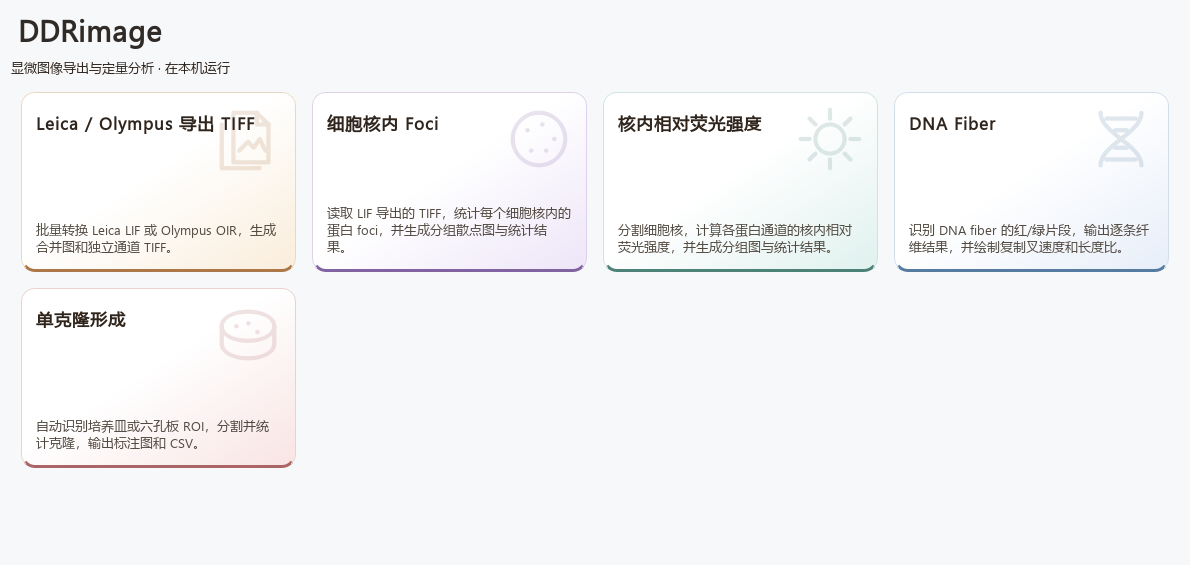 DDRimage
显微图像导出与定量分析 · 在本机运行
Leica / Olympus 导出 TIFF
批量转换 Leica LIF 或 Olympus OIR，生成
合并图和独立通道 TIFF。
细胞核内 Foci
读取 LIF 导出的 TIFF，统计每个细胞核内的
蛋白 foci，并生成分组散点图与统计结
果。
核内相对荧光强度
分割细胞核，计算各蛋白通道的核内相对
荧光强度，并生成分组图与统计结果。
DNA Fiber
识别 DNA fiber 的红/绿片段，输出逐条纤
维结果，并绘制复制叉速度和长度比。
单克隆形成
自动识别培养皿或六孔板 ROI，分割并统
计克隆，输出标注图和 CSV。